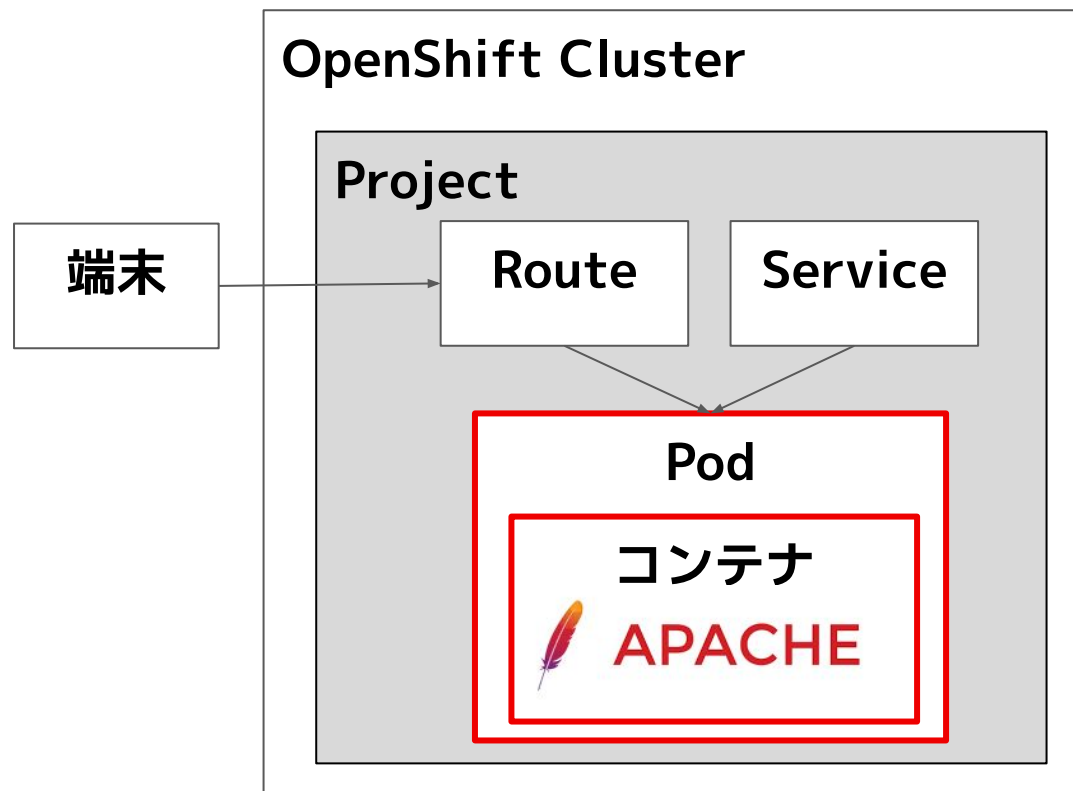 OpenShift Cluster
Project
端末
Route
Service
Pod
コンテナ
APACHE